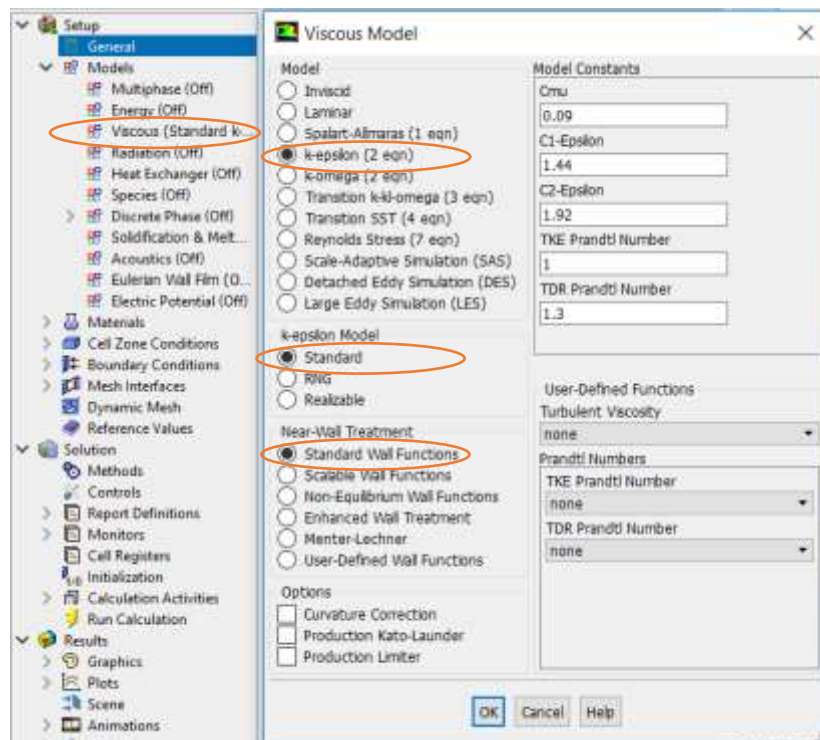 Setup
General
Models
Multiphase (Off)
Energy (Off)
Viscous (Standard k-...
Radiation (Off)
Heat Exchanger (Off)
Species (Off)
Discrete Phase (Off)
Solidification & Melt...
Acoustics (Off)
Eulerian Wall Film (O...
Electric Potential (Off)
Materials
Cell Zone Conditions
Boundary Conditions
Mesh Interfaces
Dynamic Mesh
Reference Values
Solution
Methods
Controls
Report Definitions
Monitors
Cell Registers
Initialization
Calculation Activities
Run Calculation
Results
Graphics
Plots
Scene
Animations
Viscous Model
Model
Inviscid
Laminar
Spalart-Allmaras (1 eqn)
k-epsilon (2 eqn)
k-omega (2 eqn)
Transition k-kl-omega (3 eqn)
Transition SST (4 eqn)
Reynolds Stress (7 eqn)
Scale-Adaptive Simulation (SAS)
Detached Eddy Simulation (DES)
Large Eddy Simulation (LES)
k-epsilon Model
Standard
RNG
Realizable
Near-Wall Treatment
Standard Wall Functions
Scalable Wall Functions
Non-Equilibrium Wall Functions
Enhanced Wall Treatment
Menter-Lechner
User-Defined Wall Functions
Options
Curvature Correction
Production Kato-Launder
Production Limiter
Model Constants
Cmu
0.09
C1-Epsilon
1.44
C2-Epsilon
1.92
TKE Prandtl Number
1
TDR Prandtl Number
1.3
User-Defined Functions
Turbulent Viscosity
none
Prandtl Numbers
TKE Prandtl Number
none
TDR Prandtl Number
none
OK Cancel Help